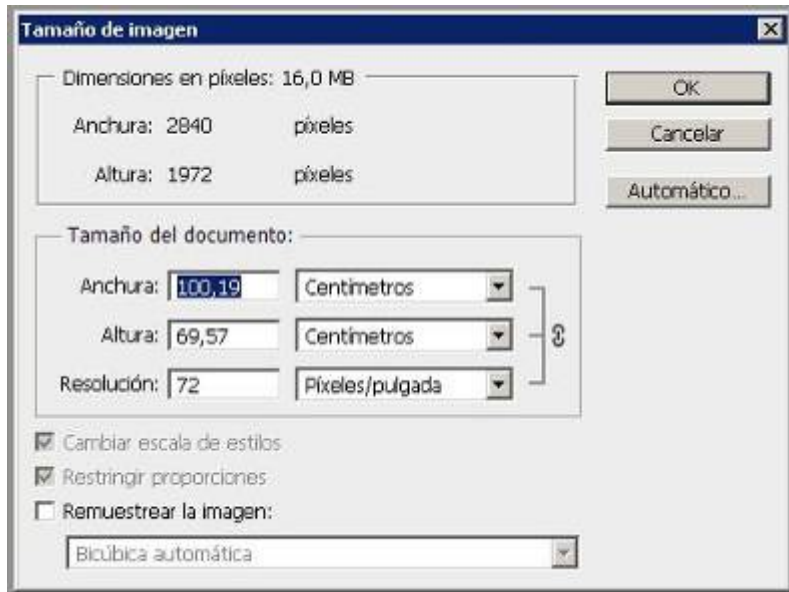 Tamaño de imagen
Dimensiones en píxeles: 16,0 MB
OK
Anchura: 2840 píxeles
Cancelar
Altura: 1972 píxeles
Automático...
Tamaño del documento:
Anchura: 100,19 Centímetros
Altura: 69,57 Centímetros
Resolución: 72 Píxeles/pulgada
Cambiar escala de estilos
Restringir proporciones
Remuestrear la imagen:
Bicúbica automática